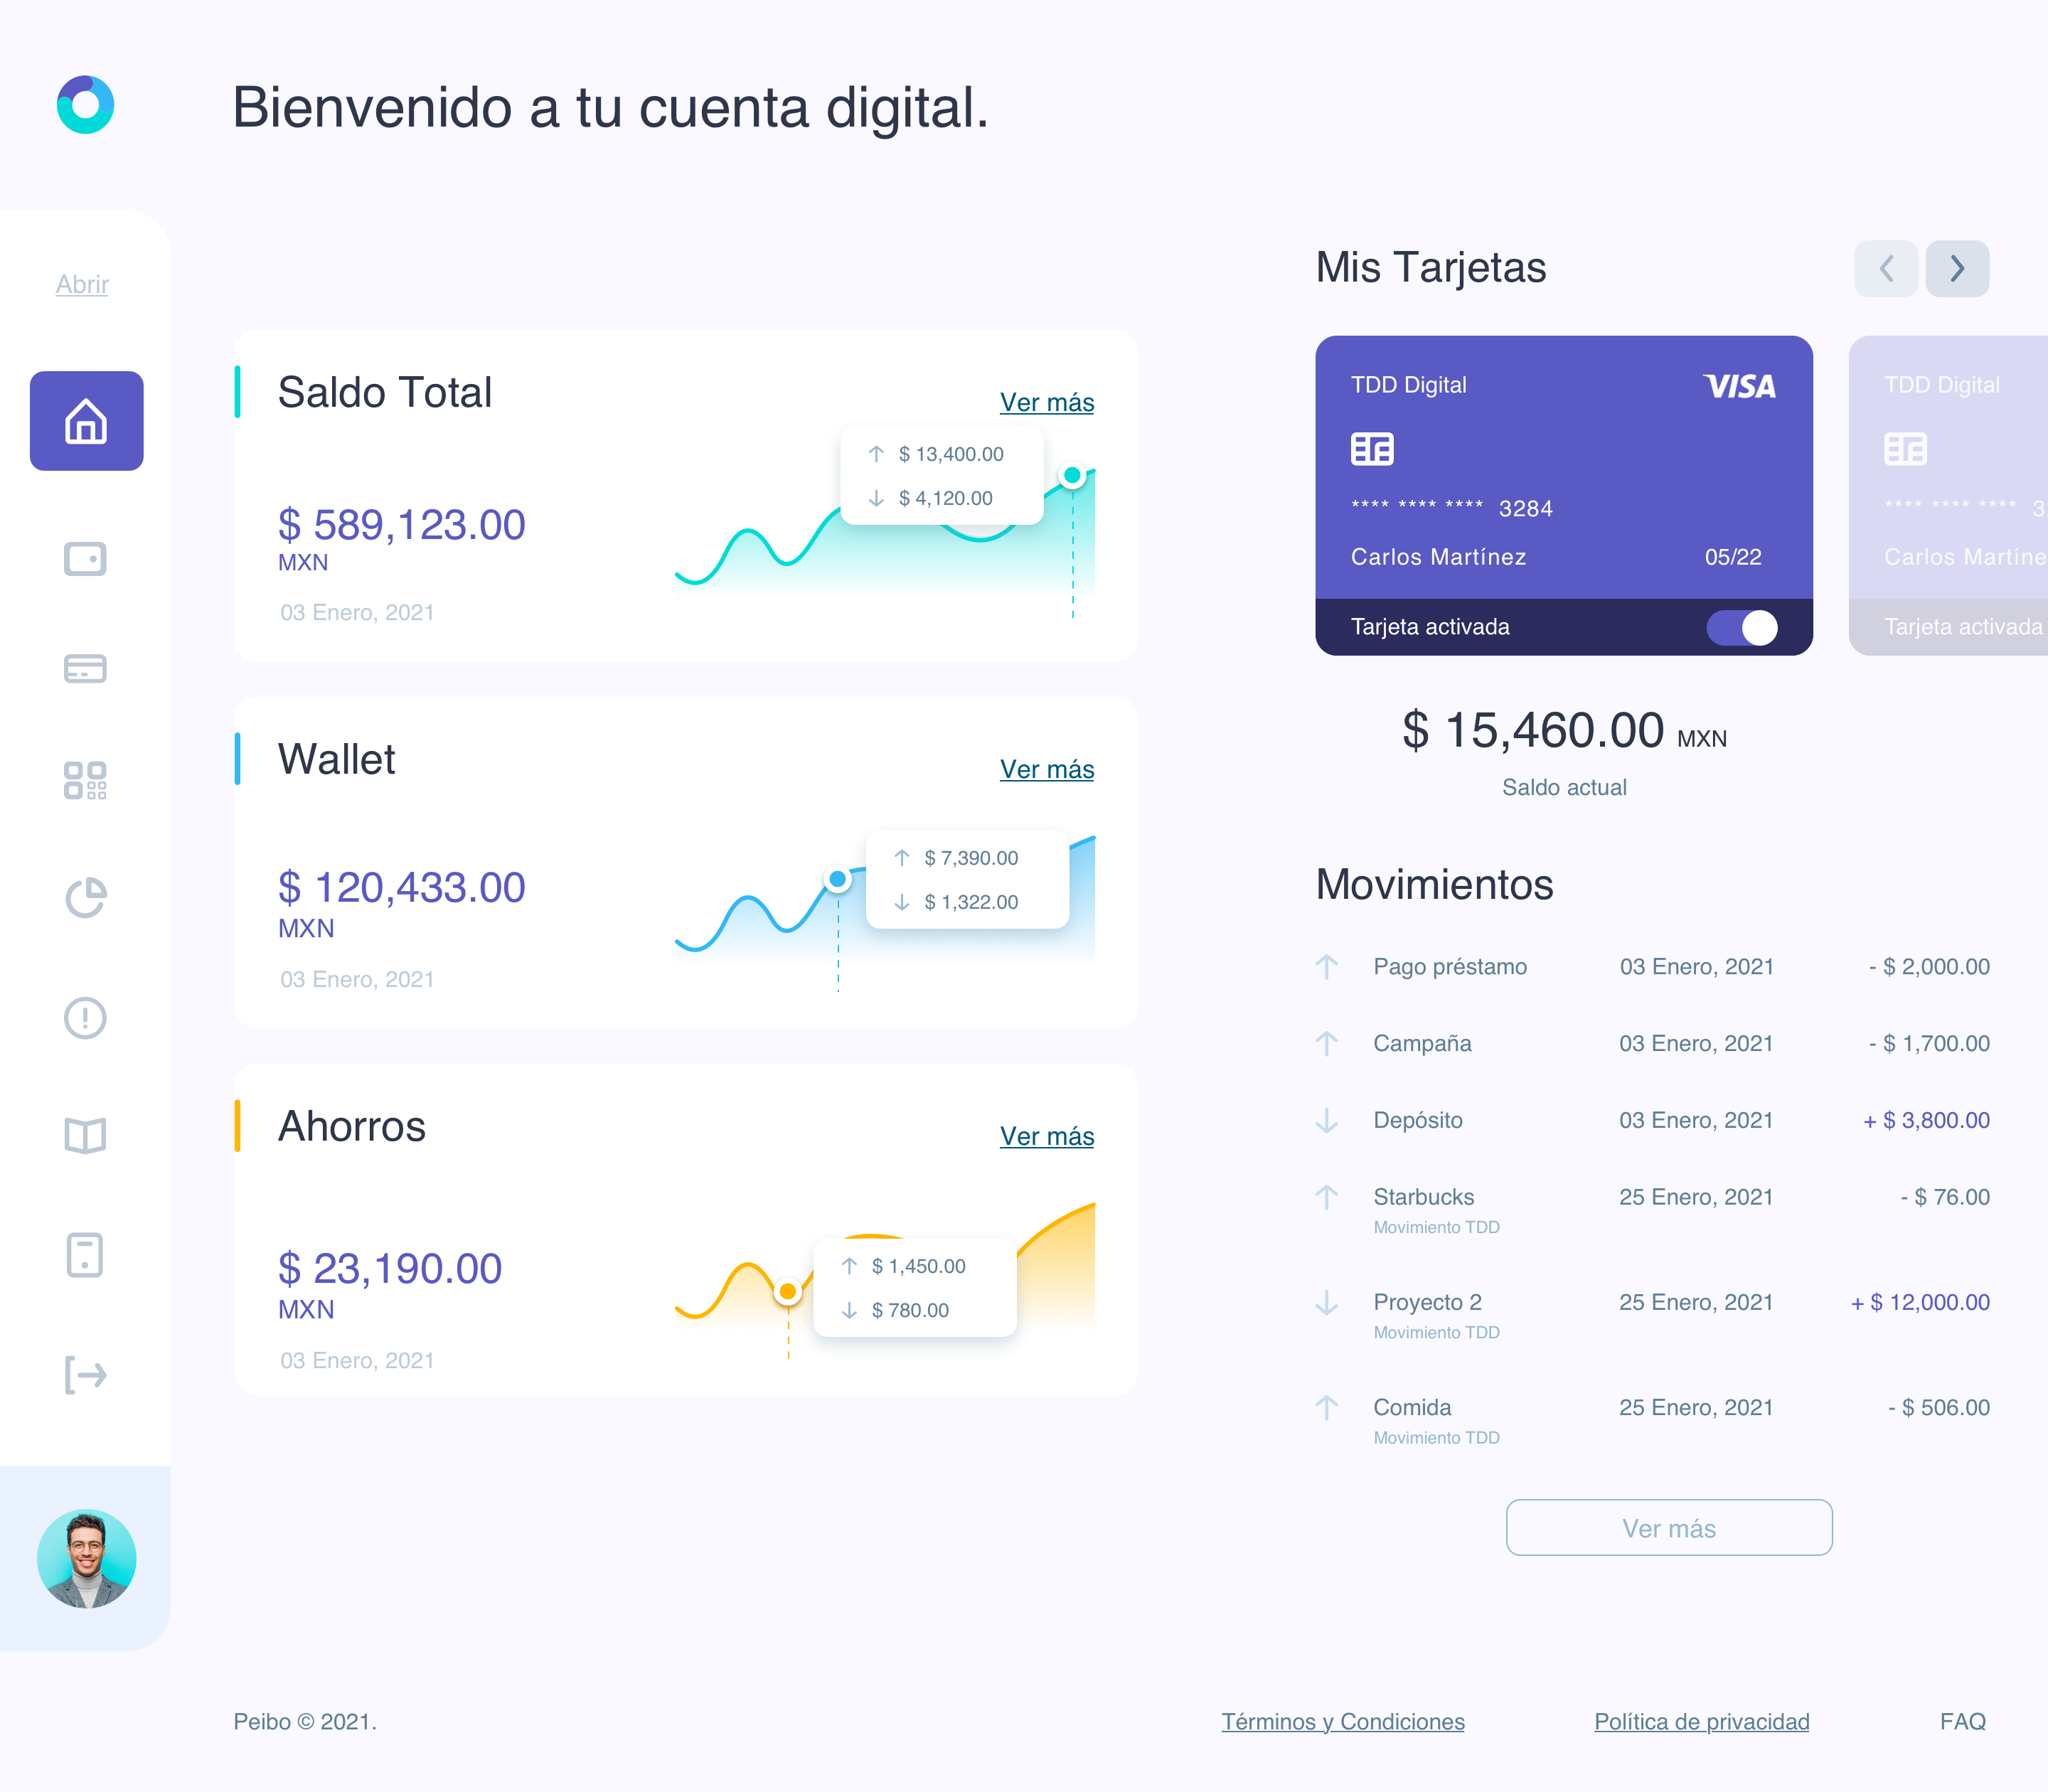 Bienvenido a tu cuenta digital.
Abrir
Saldo Total
Ver más
$ 13,400.00
$ 4,120.00
$ 589,123.00
MXN
03 Enero, 2021
Wallet
Ver más
$ 7,390.00
$ 1,322.00
$ 120,433.00
MXN
03 Enero, 2021
Ahorros
Ver más
$ 1,450.00
$ 780.00
$ 23,190.00
MXN
03 Enero, 2021
Mis Tarjetas
TDD Digital VISA
**** **** **** 3284
Carlos Martínez 05/22
Tarjeta activada
TDD Digital
**** **** **** 3
Carlos Martíne
Tarjeta activada
$ 15,460.00 MXN
Saldo actual
Movimientos
Pago préstamo 03 Enero, 2021 - $ 2,000.00
Campaña 03 Enero, 2021 - $ 1,700.00
Depósito 03 Enero, 2021 + $ 3,800.00
Starbucks 25 Enero, 2021 - $ 76.00
Movimiento TDD
Proyecto 2 25 Enero, 2021 + $ 12,000.00
Movimiento TDD
Comida 25 Enero, 2021 - $ 506.00
Movimiento TDD
Ver más
Peibo © 2021. Términos y Condiciones Política de privacidad FAQ